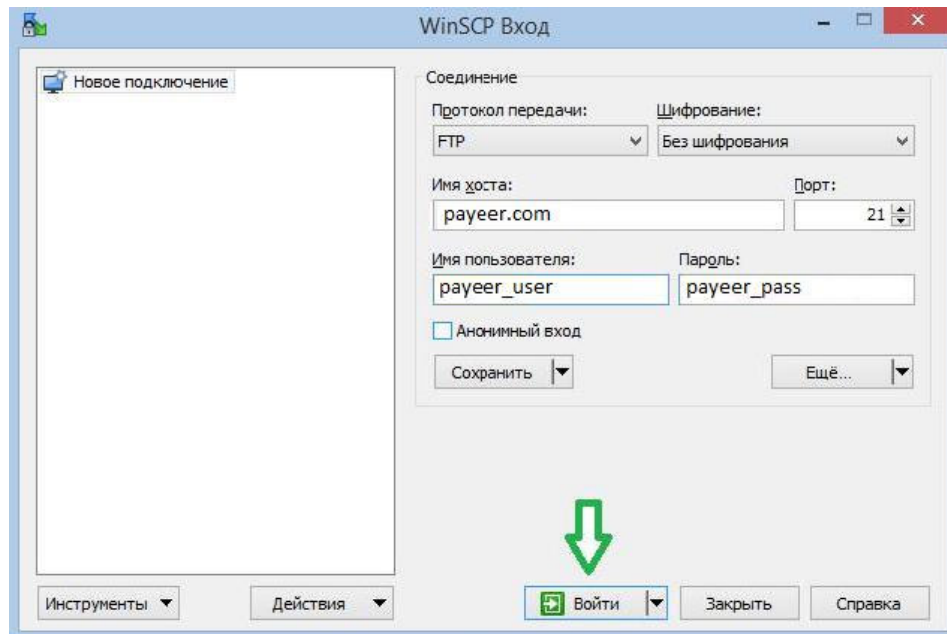 WinSCP Вход
Новое подключение
Соединение
Протокол передачи: Шифрование:
FTP Без шифрования
Имя хоста: Порт:
payeer.com 21
Имя пользователя: Пароль:
payeer_user payeer_pass
Анонимный вход
Сохранить Ещё...
Инструменты Действия Войти Закрыть Справка